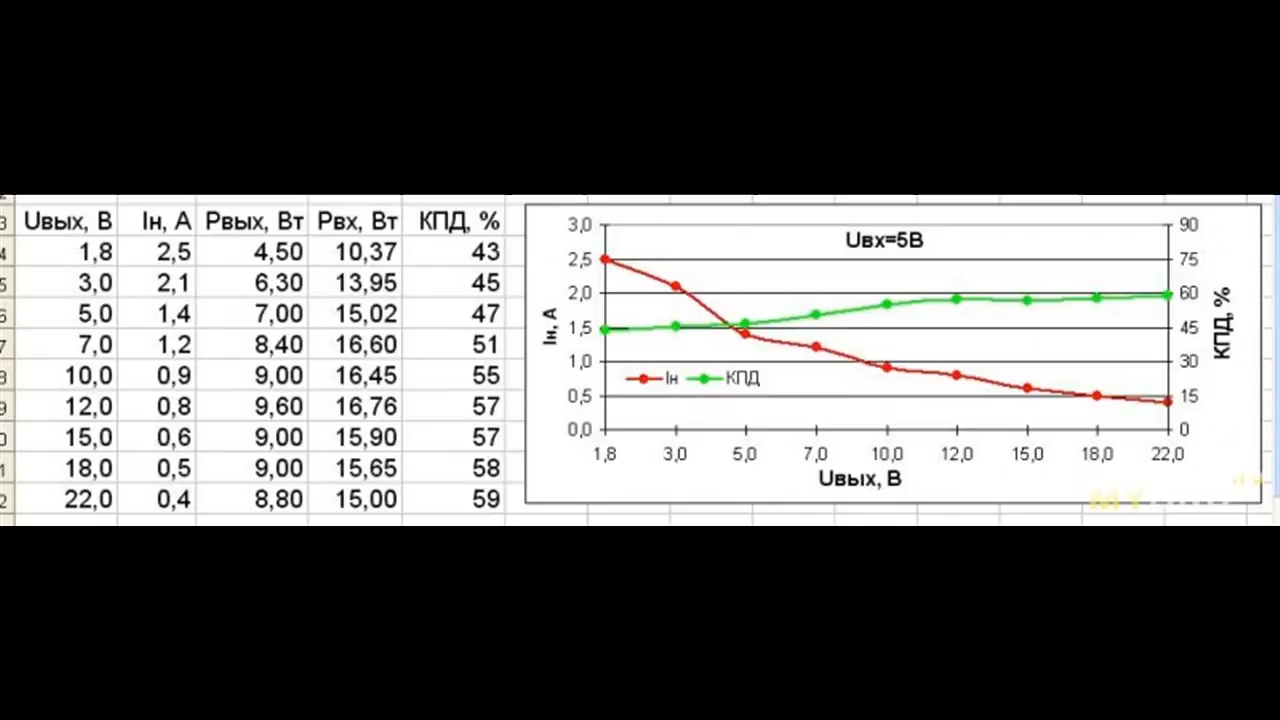 Uвых, В Iн, А Pвых, Вт Pвх, Вт КПД, %
1,8 2,5 4,50 10,37 43
3,0 2,1 6,30 13,95 45
5,0 1,4 7,00 15,02 47
7,0 1,2 8,40 16,60 51
10,0 0,9 9,00 16,45 55
12,0 0,8 9,60 16,76 57
15,0 0,6 9,00 15,90 57
18,0 0,5 9,00 15,65 58
22,0 0,4 8,80 15,00 59
Uвх=5В
3,0
2,5
2,0
1,5
1,0
0,5
0,0
Iн, А
Iн КПД
90
75
60
45
30
15
0
КПД, %
1,8 3,0 5,0 7,0 10,0 12,0 15,0 18,0 22,0
Uвых, В